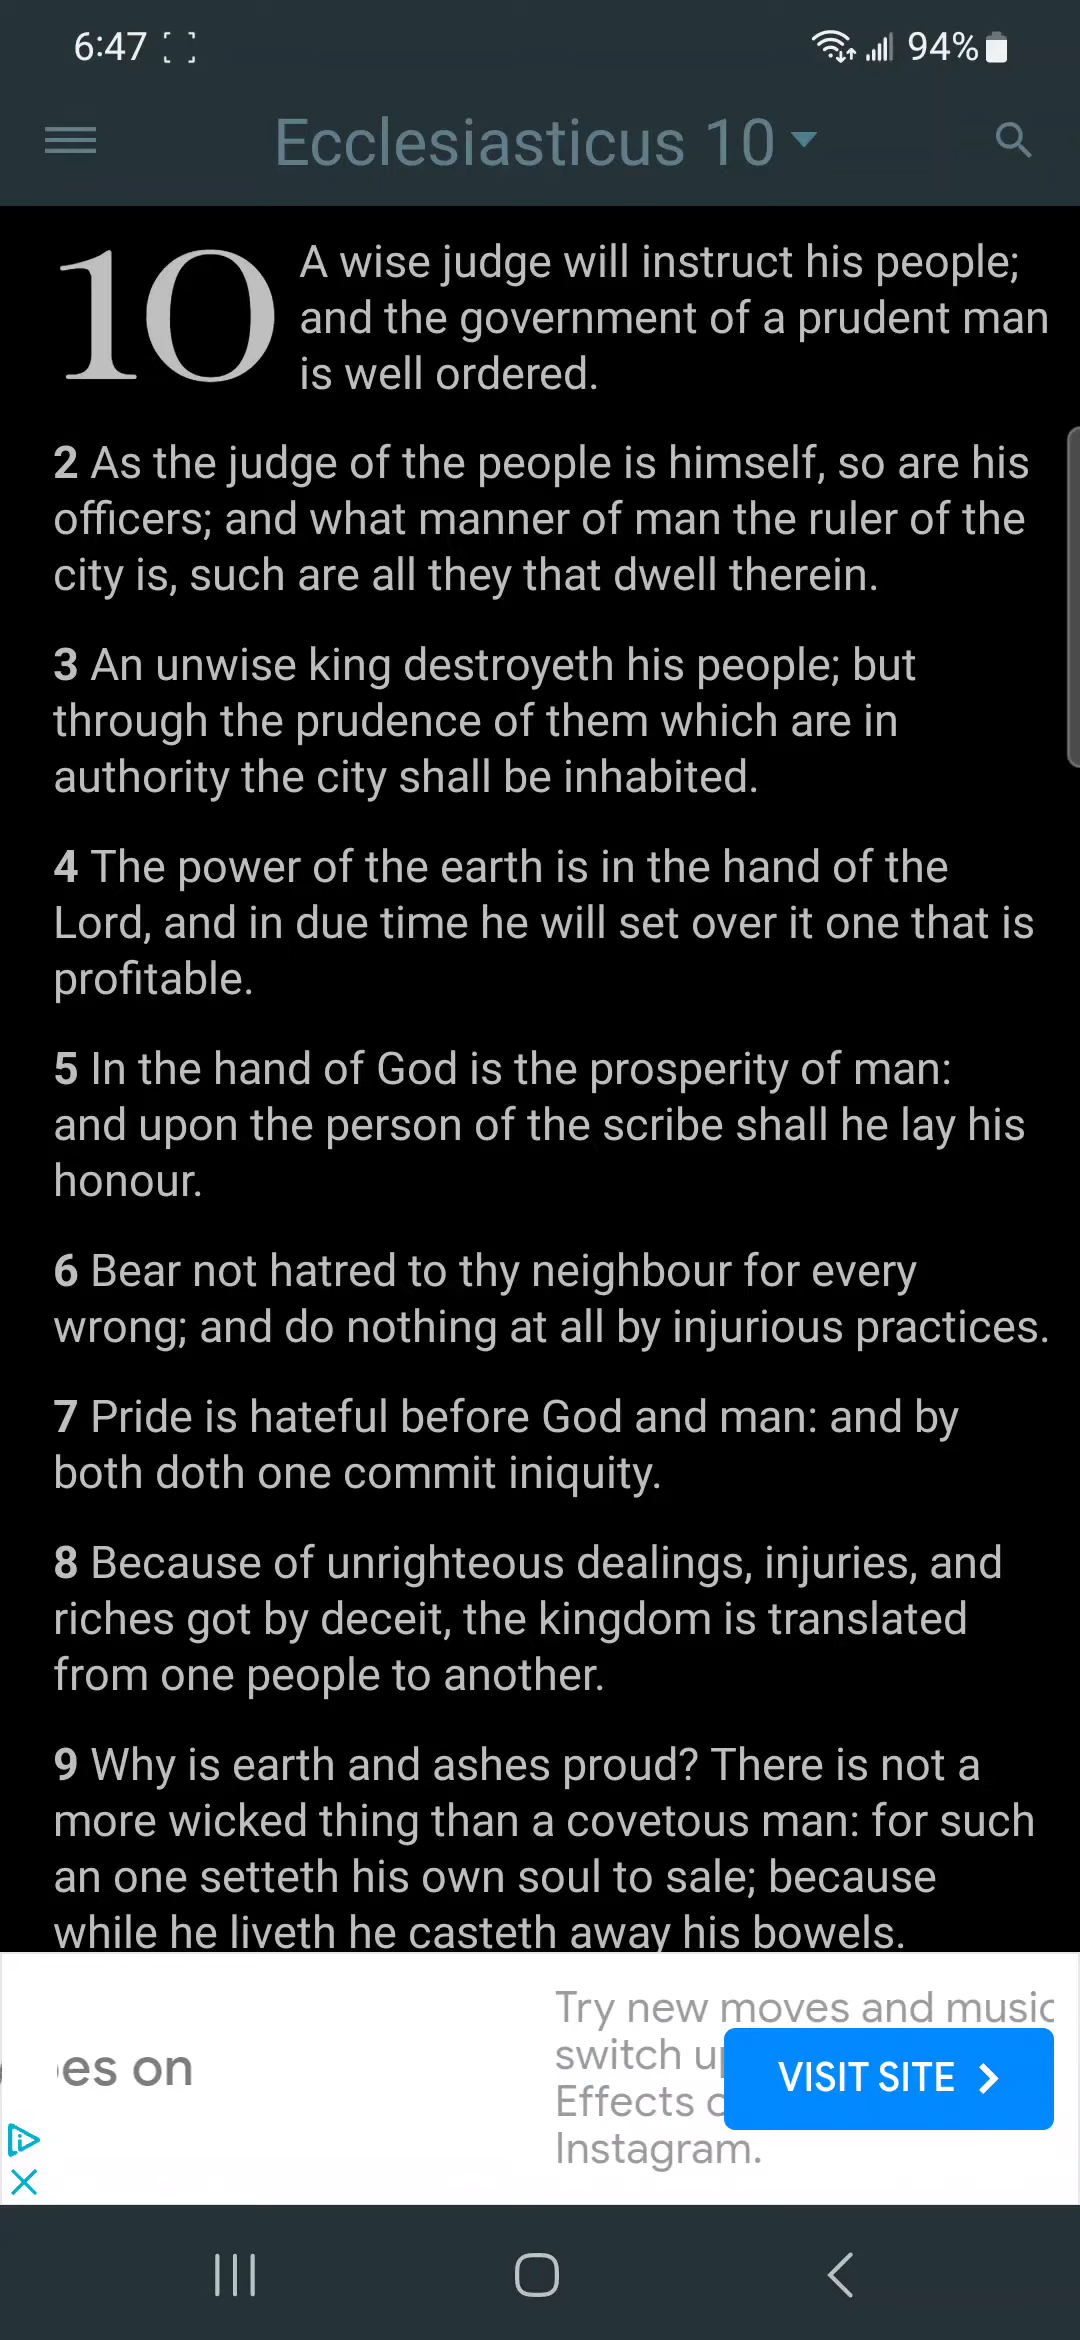 6:47
94%
Ecclesiasticus 10
10 A wise judge will instruct his people;
and the government of a prudent man
is well ordered.
2 As the judge of the people is himself, so are his
officers; and what manner of man the ruler of the
city is, such are all they that dwell therein.
3 An unwise king destroyeth his people; but
through the prudence of them which are in
authority the city shall be inhabited.
4 The power of the earth is in the hand of the
Lord, and in due time he will set over it one that is
profitable.
5 In the hand of God is the prosperity of man:
and upon the person of the scribe shall he lay his
honour.
6 Bear not hatred to thy neighbour for every
wrong; and do nothing at all by injurious practices.
7 Pride is hateful before God and man: and by
both doth one commit iniquity.
8 Because of unrighteous dealings, injuries, and
riches got by deceit, the kingdom is translated
from one people to another.
9 Why is earth and ashes proud? There is not a
more wicked thing than a covetous man: for such
an one setteth his own soul to sale; because
while he liveth he casteth away his bowels.
es on
Try new moves and music
switch
Effects
Instagram.
VISIT SITE